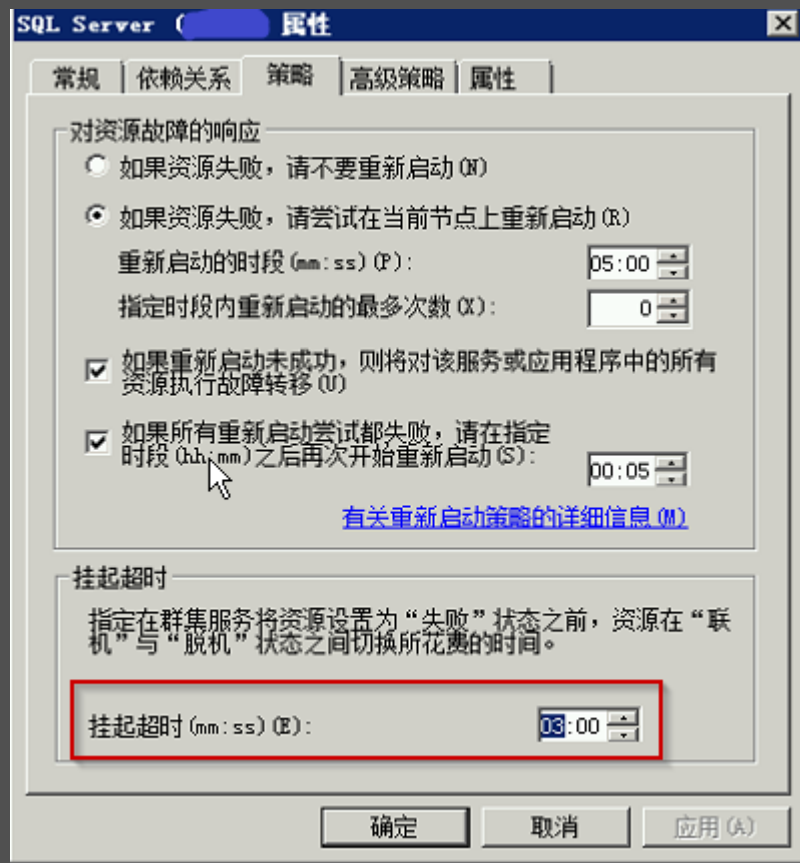 SQL Server ( 属性
常规
依赖关系
策略
高级策略
属性
对资源故障的响应
如果资源失败，请不要重新启动(N)
如果资源失败，请尝试在当前节点上重新启动(R)
重新启动的时段(mm:ss)(P):
05:00
指定时段内重新启动的最多次数(X):
0
如果重新启动未成功，则将对该服务或应用程序中的所有
资源执行故障转移(U)
如果所有重新启动尝试都失败，请在指定
时段(hh:mm)之后再次开始重新启动(S):
00:05
有关重新启动策略的详细信息(M)
挂起超时
指定在群集服务将资源设置为“失败”状态之前，资源在“联
机”与“脱机”状态之间切换所花费的时间。
挂起超时(mm:ss)(E):
03:00
确定
取消
应用(A)